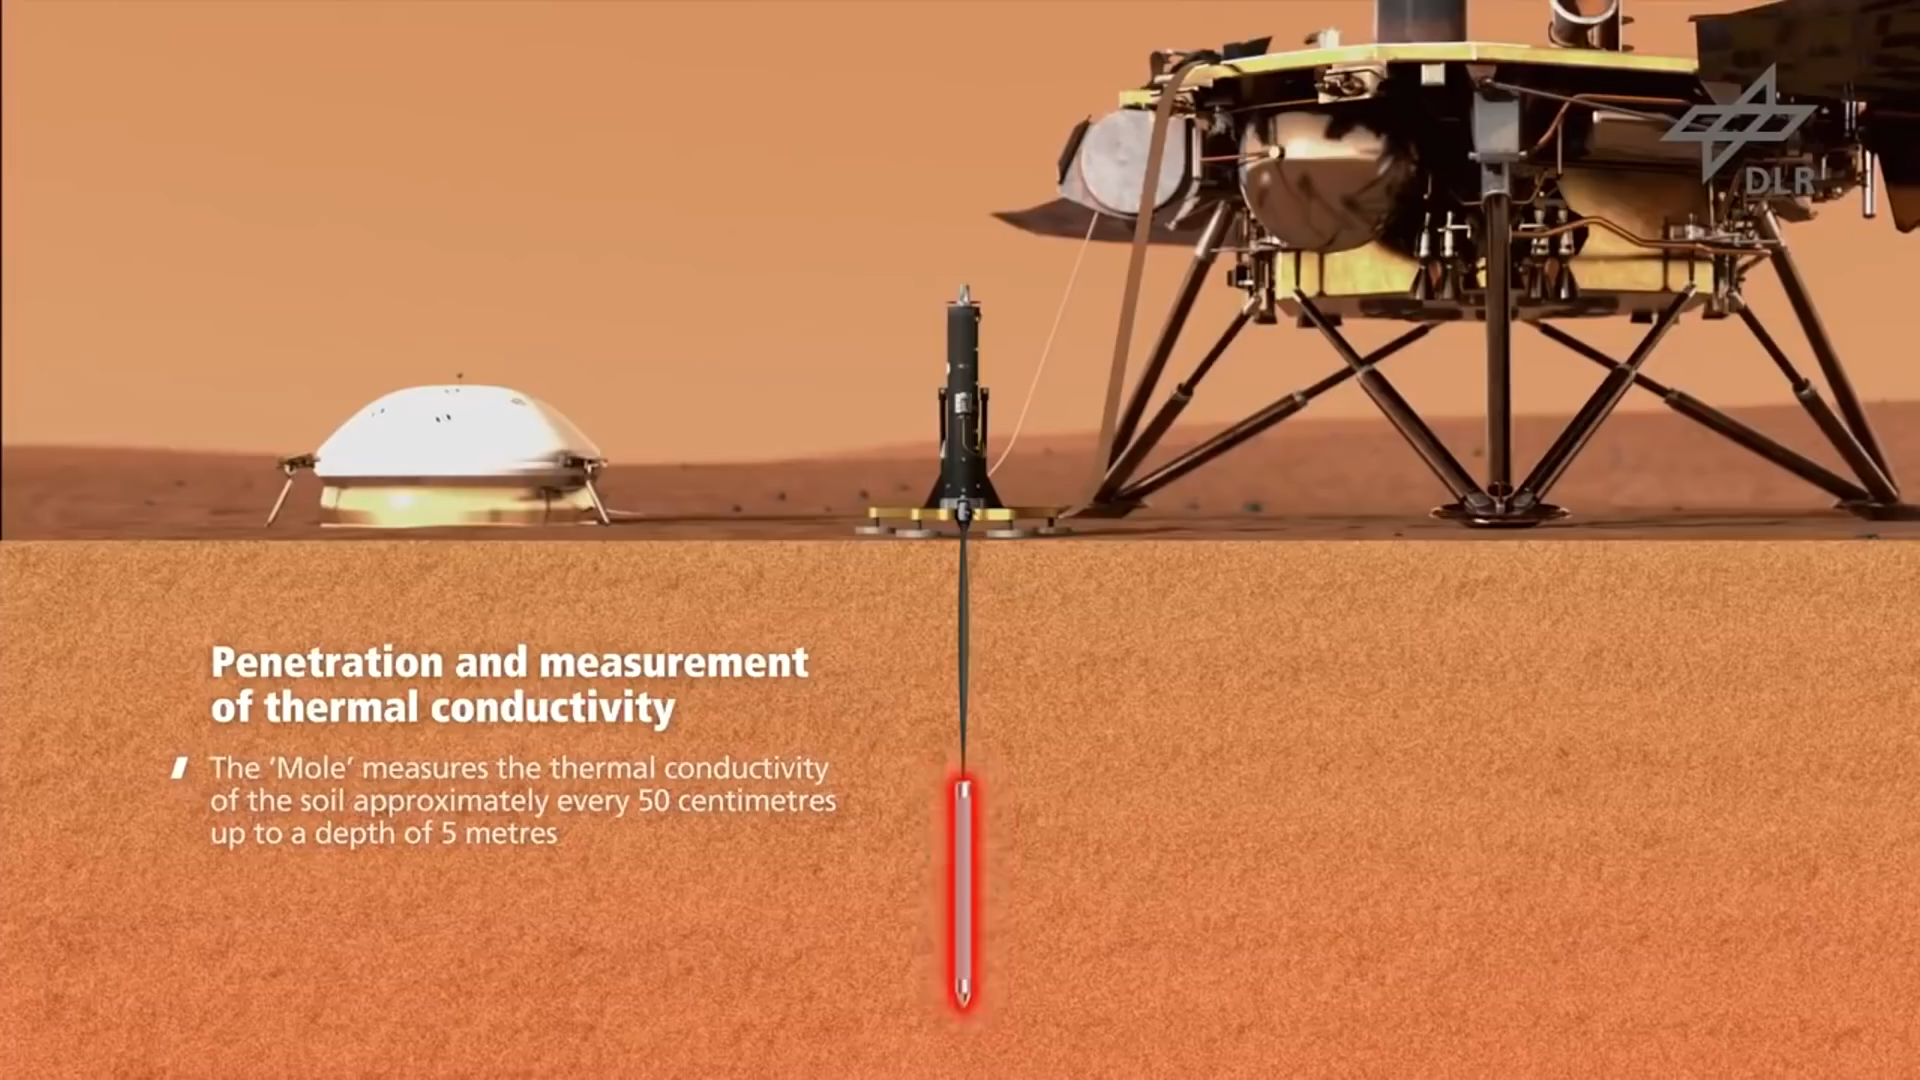 DLR
Penetration and measurement
of thermal conductivity
The ‘Mole’ measures the thermal conductivity
of the soil approximately every 50 centimetres
up to a depth of 5 metres